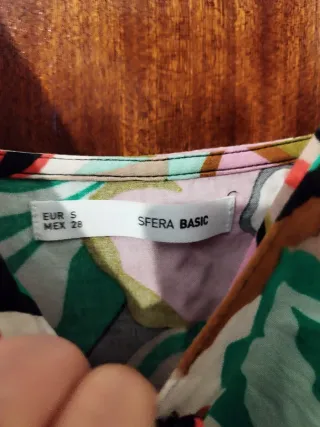 EUR S
MEX 28
SFERA BASIC